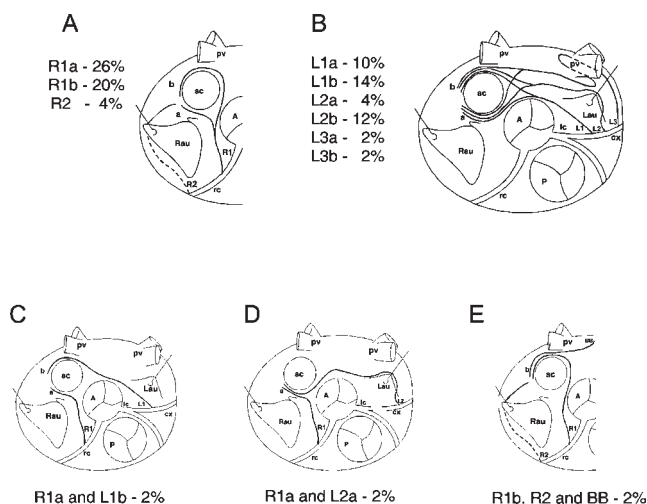 A
R1a - 26%
R1b - 20%
R2 - 4%
pv
b
sc
a
A
Rau
R1
R2
rc
B
L1a - 10%
L1b - 14%
L2a - 4%
L2b - 12%
L3a - 2%
L3b - 2%
pv
pv
b
sc
a
A
Lau
L3
lc
L1
L2
cx
Rau
P
rc
C
pv
pv
b
sc
a
A
Lau
lc
L1
cx
Rau
R1
P
rc
R1a and L1b - 2%
D
pv
pv
sc
a
A
Lau
lc
L2
cx
Rau
R1
P
rc
R1a and L2a - 2%
E
pv
b
sc
A
Rau
R1
R2
rc
R1b, R2 and BB - 2%